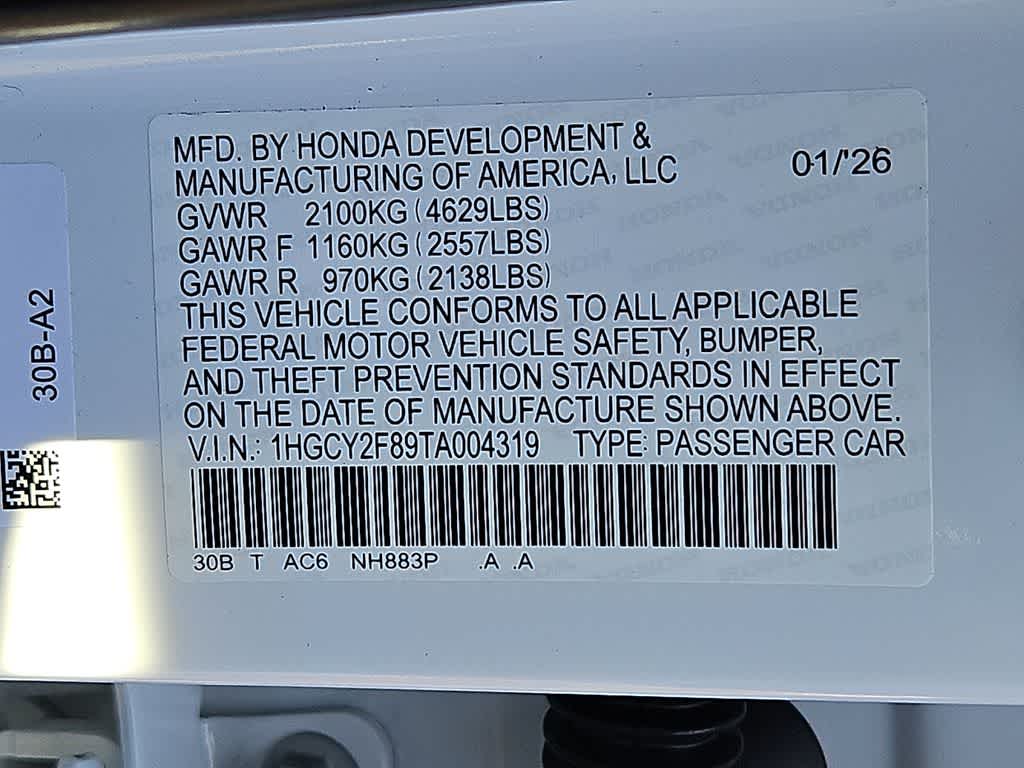 MFD. BY HONDA DEVELOPMENT &
MANUFACTURING OF AMERICA, LLC
01/'26
GVWR 2100KG (4629LBS)
GAWR F 1160KG (2557LBS)
GAWR R 970KG (2138LBS)
THIS VEHICLE CONFORMS TO ALL APPLICABLE
FEDERAL MOTOR VEHICLE SAFETY, BUMPER,
AND THEFT PREVENTION STANDARDS IN EFFECT
ON THE DATE OF MANUFACTURE SHOWN ABOVE.
V.I.N.: 1HGCY2F89TA004319 TYPE: PASSENGER CAR
30B T AC6 NH883P .A .A
30B-A2